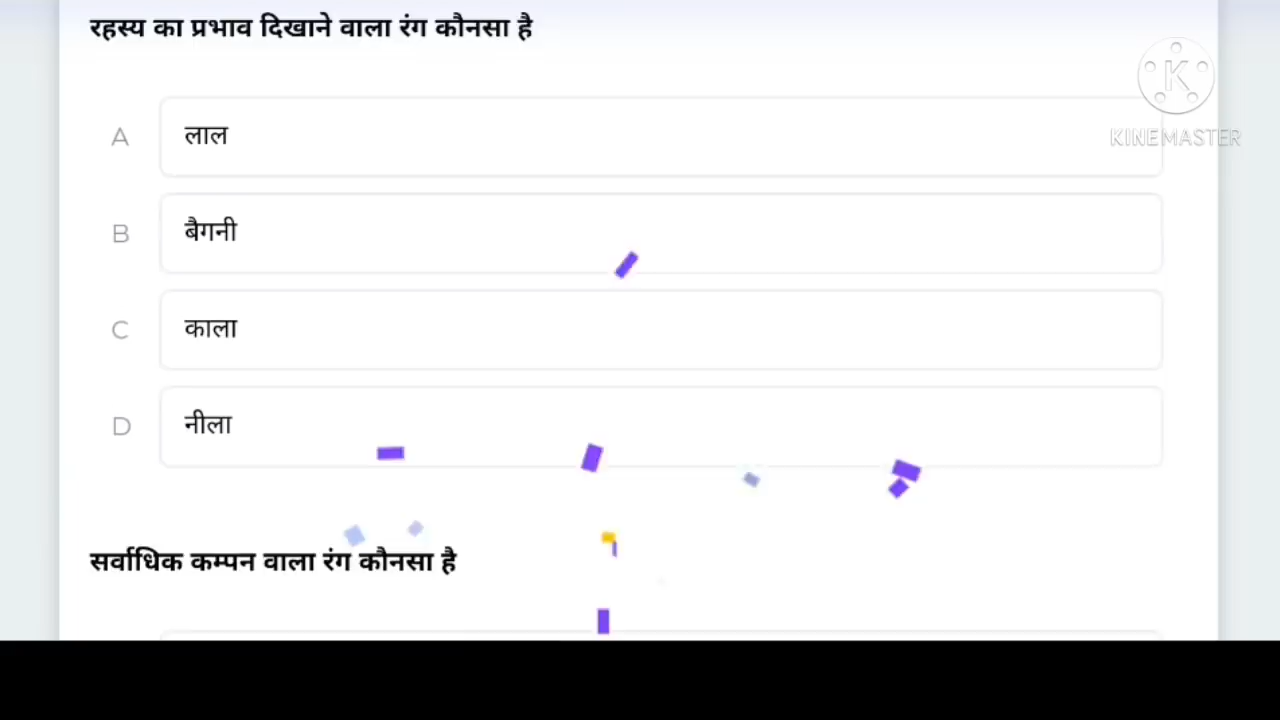 रहस्य का प्रभाव दिखाने वाला रंग कौनसा है
KINEMASTER
A लाल
B बैगनी
C काला
D नीला
सर्वाधिक कम्पन वाला रंग कौनसा है